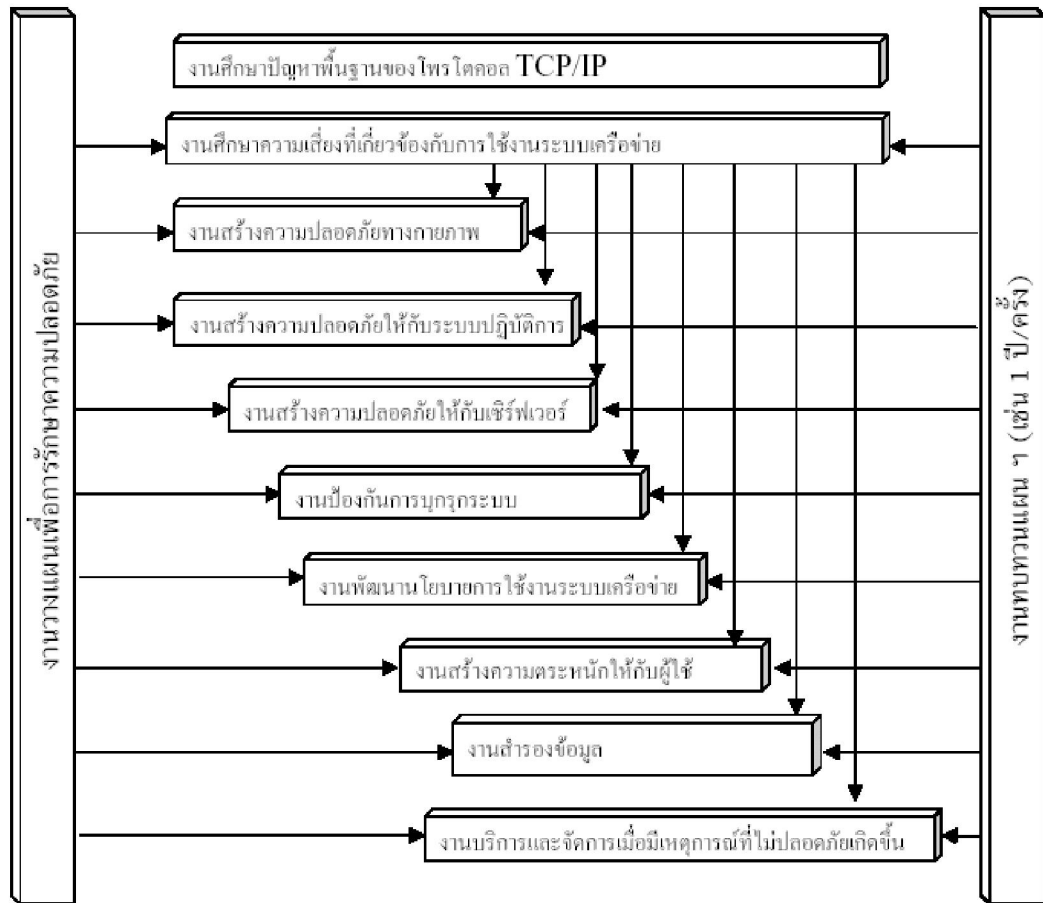 งานศึกษาปัญหาพื้นฐานของโพรโตคอล TCP/IP
งานศึกษาความเสี่ยงที่เกี่ยวข้องกับการใช้งานระบบเครือข่าย
งานสร้างความปลอดภัยทางกายภาพ
งานสร้างความปลอดภัยให้กับระบบปฏิบัติการ
งานสร้างความปลอดภัยให้กับเซิร์ฟเวอร์
งานป้องกันการบุกรุกระบบ
งานพัฒนานโยบายการใช้งานระบบเครือข่าย
งานสร้างความตระหนักให้กับผู้ใช้
งานสำรองข้อมูล
งานบริการและจัดการเมื่อมีเหตุการณ์ที่ไม่ปลอดภัยเกิดขึ้น
งานวางแผนเพื่อการรักษาความปลอดภัย
งานทบทวนแผน ฯ (เช่น 1 ปี/ครั้ง)